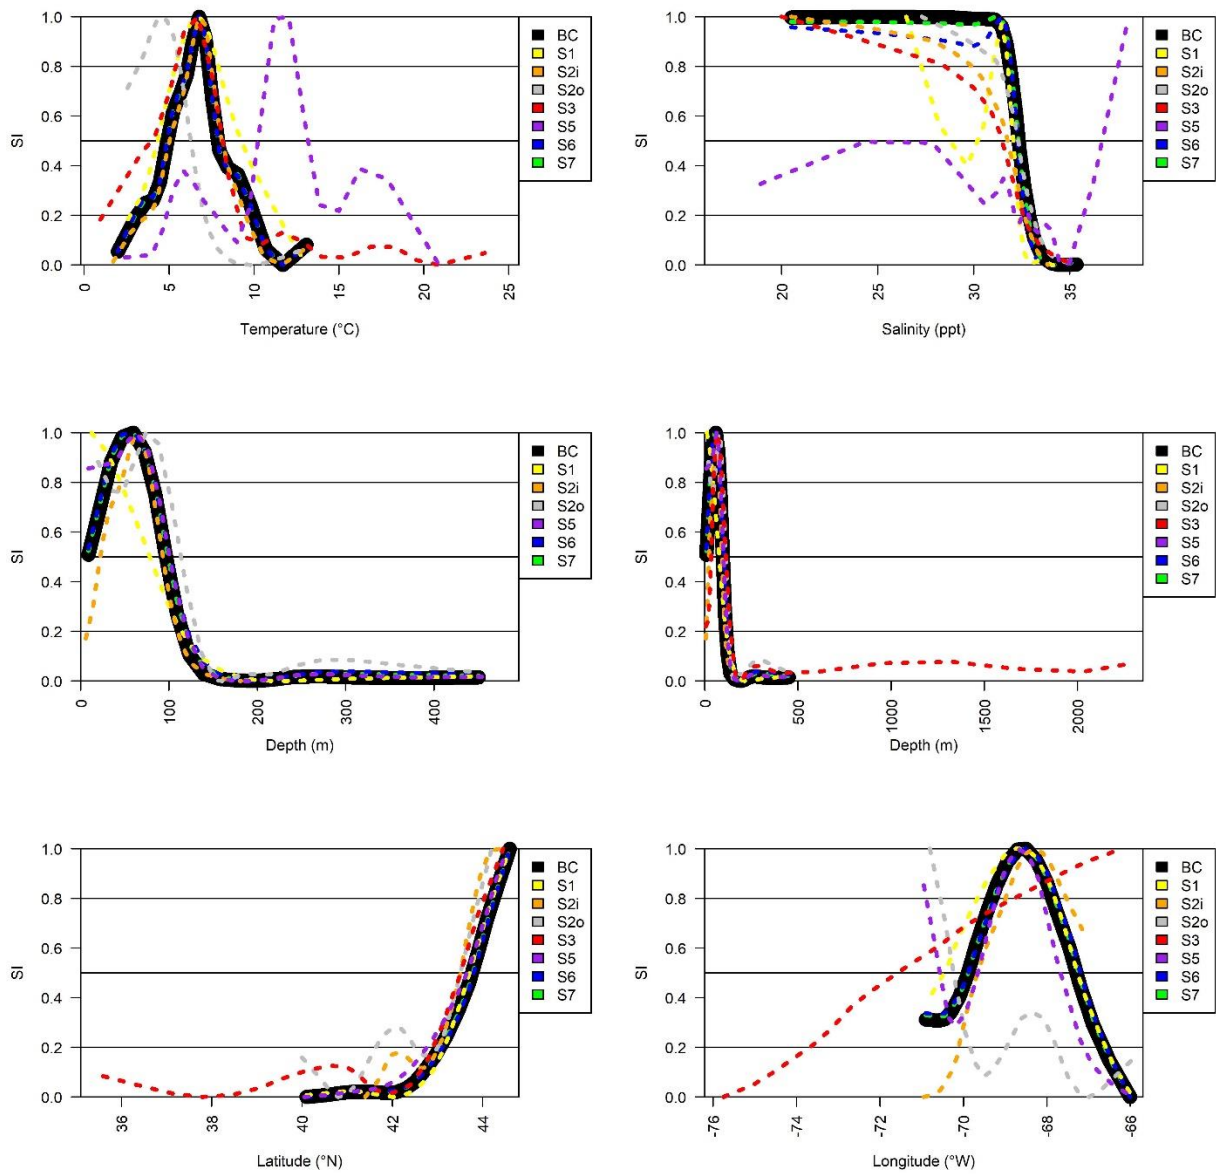 1.0
0.8
0.6
0.4
0.2
0.0
SI
0
5
10
15
20
25
Temperature (°C)
BC
S1
S2i
S2o
S3
S5
S6
S7
1.0
0.8
0.6
0.4
0.2
0.0
SI
20
25
30
35
Salinity (ppt)
BC
S1
S2i
S2o
S3
S5
S6
S7
1.0
0.8
0.6
0.4
0.2
0.0
SI
0
100
200
300
400
Depth (m)
BC
S1
S2i
S2o
S5
S6
S7
1.0
0.8
0.6
0.4
0.2
0.0
SI
0
500
1000
1500
2000
Depth (m)
BC
S1
S2i
S2o
S3
S5
S6
S7
1.0
0.8
0.6
0.4
0.2
0.0
SI
36
38
40
42
44
Latitude (°N)
BC
S1
S2i
S2o
S3
S5
S6
S7
1.0
0.8
0.6
0.4
0.2
0.0
SI
-76
-74
-72
-70
-68
-66
Longitude (°W)
BC
S1
S2i
S2o
S3
S5
S6
S7